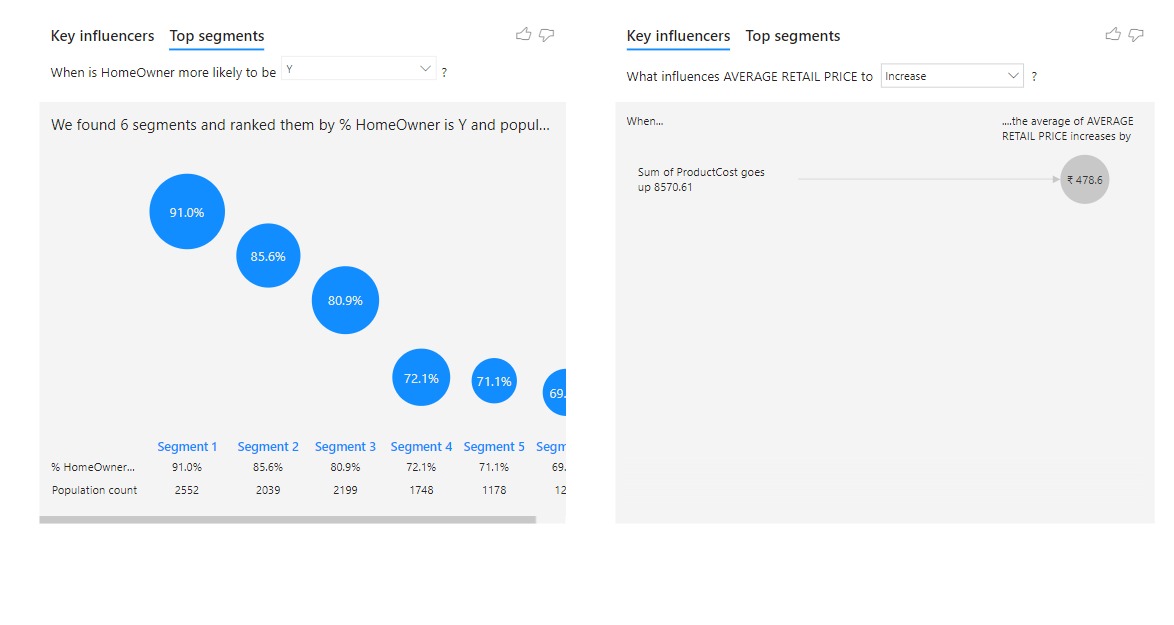 Key influencers Top segments
When is HomeOwner more likely to be Y ?
We found 6 segments and ranked them by % HomeOwner is Y and popul...
91.0%
85.6%
80.9%
72.1%
71.1%
69.
Segment 1 Segment 2 Segment 3 Segment 4 Segment 5 Segm
% HomeOwner... 91.0% 85.6% 80.9% 72.1% 71.1% 69.
Population count 2552 2039 2199 1748 1178 12
Key influencers Top segments
What influences AVERAGE RETAIL PRICE to Increase ?
When...
....the average of AVERAGE
RETAIL PRICE increases by
Sum of ProductCost goes
up 8570.61
₹ 478.6